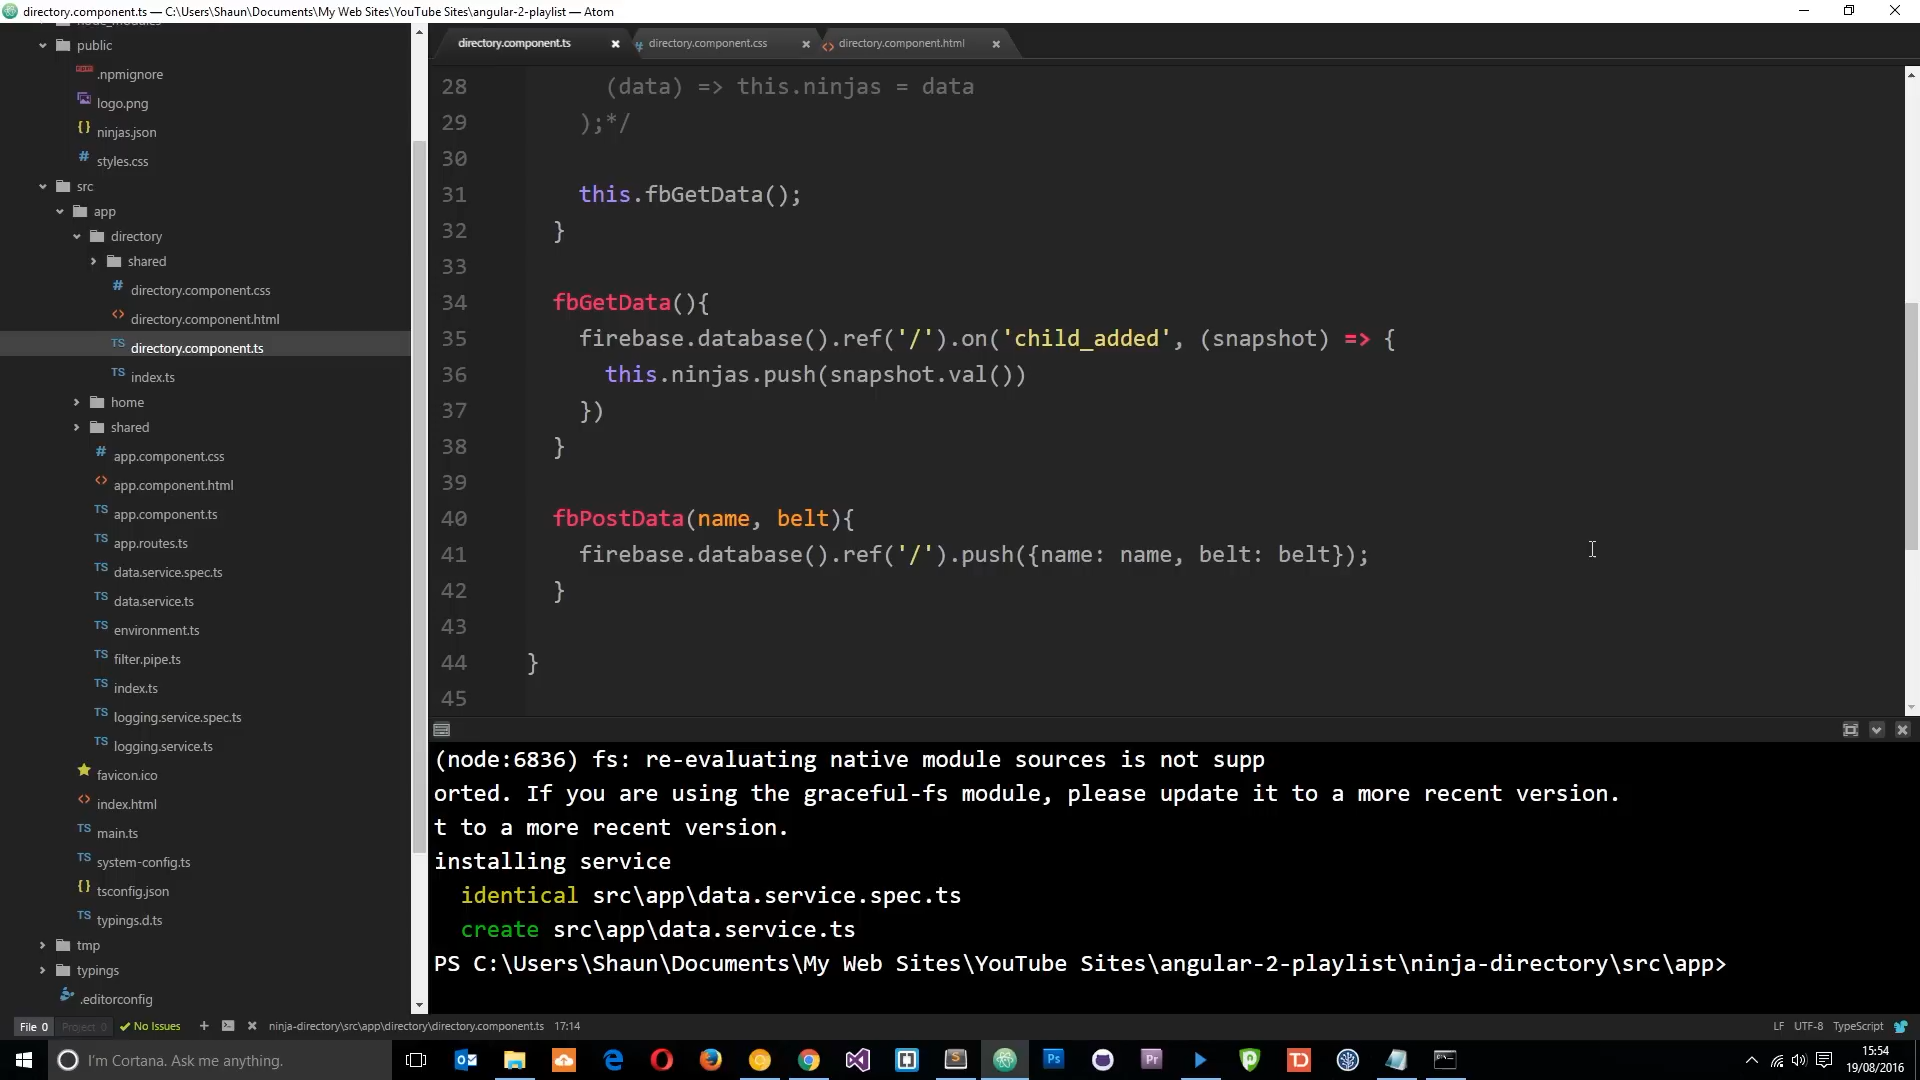 directory.component.ts — C:\Users\Shaun\Documents\My Web Sites\YouTube Sites\angular-2-playlist — Atom
node_modules
public
.npmignore
logo.png
ninjas.json
styles.css
src
app
directory
shared
directory.component.css
directory.component.html
directory.component.ts
index.ts
home
shared
app.component.css
app.component.html
app.component.ts
app.routes.ts
data.service.spec.ts
data.service.ts
environment.ts
filter.pipe.ts
index.ts
logging.service.spec.ts
logging.service.ts
favicon.ico
index.html
main.ts
system-config.ts
tsconfig.json
typings.d.ts
tmp
typings
.editorconfig
directory.component.ts directory.component.css directory.component.html
28 (data) => this.ninjas = data
29 );*/
30
31 this.fbGetData();
32 }
33
34 fbGetData(){
35 firebase.database().ref('/').on('child_added', (snapshot) => {
36 this.ninjas.push(snapshot.val())
37 })
38 }
39
40 fbPostData(name, belt){
41 firebase.database().ref('/').push({name: name, belt: belt});
42 }
43
44 }
45
(node:6836) fs: re-evaluating native module sources is not supp
orted. If you are using the graceful-fs module, please update it to a more recent version.
t to a more recent version.
installing service
identical src\app\data.service.spec.ts
create src\app\data.service.ts
PS C:\Users\Shaun\Documents\My Web Sites\YouTube Sites\angular-2-playlist\ninja-directory\src\app>
File 0 Project 0 No Issues ninja-directory\src\app\directory\directory.component.ts 17:14 LF UTF-8 TypeScript
I'm Cortana. Ask me anything.
15:54
19/08/2016